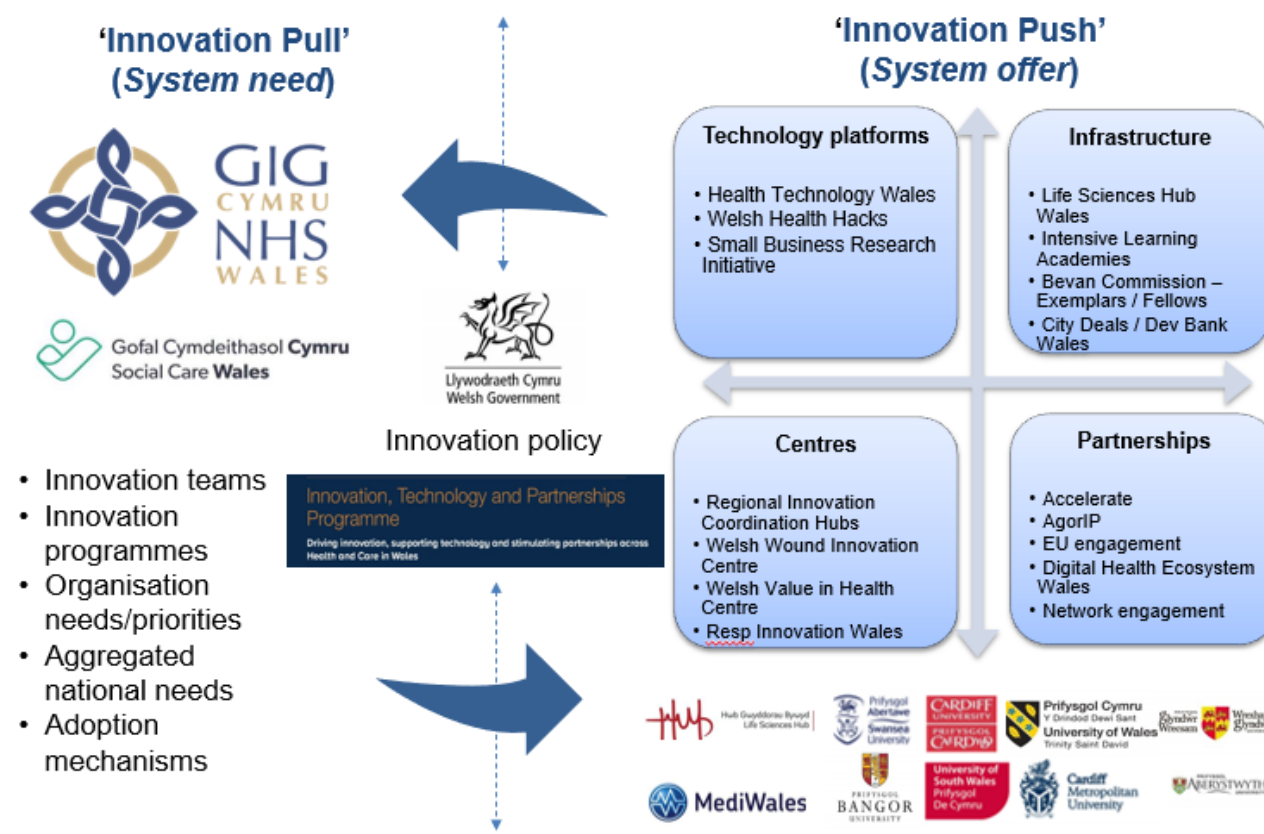 ‘Innovation Pull’
(System need)
GIG
CYMRU
NHS
WALES
Gofal Cymdeithasol Cymru
Social Care Wales
Llywodraeth Cymru
Welsh Government
Innovation policy
Innovation, Technology and Partnerships
Programme
Driving innovation, supporting technology and stimulating partnerships across
Health and Care in Wales
• Innovation teams
• Innovation
programmes
• Organisation
needs/priorities
• Aggregated
national needs
• Adoption
mechanisms
‘Innovation Push’
(System offer)
Technology platforms
• Health Technology Wales
• Welsh Health Hacks
• Small Business Research
Initiative
Infrastructure
• Life Sciences Hub
Wales
• Intensive Learning
Academies
• Bevan Commission –
Exemplars / Fellows
• City Deals / Dev Bank
Wales
Centres
• Regional Innovation
Coordination Hubs
• Welsh Wound Innovation
Centre
• Welsh Value in Health
Centre
• Resp Innovation Wales
Partnerships
• Accelerate
• AgorIP
• EU engagement
• Digital Health Ecosystem
Wales
• Network engagement
Hub
Hwb Gwyddorau Bywyd
Life Sciences Hub
Prifysgol
Abertawe
Swansea
University
CARDIFF
UNIVERSITY
PRIFYSGOL
CAERDYDD
Prifysgol Cymru
Y Drindod Dewi Sant
University of Wales
Trinity Saint David
Glyndŵr
Wrecsam
MediWales
PRIFYSGOL
BANGOR
UNIVERSITY
University of
South Wales
Prifysgol
De Cymru
Cardiff
Metropolitan
University
PRIFYSGOL
ABERYSTWYTH